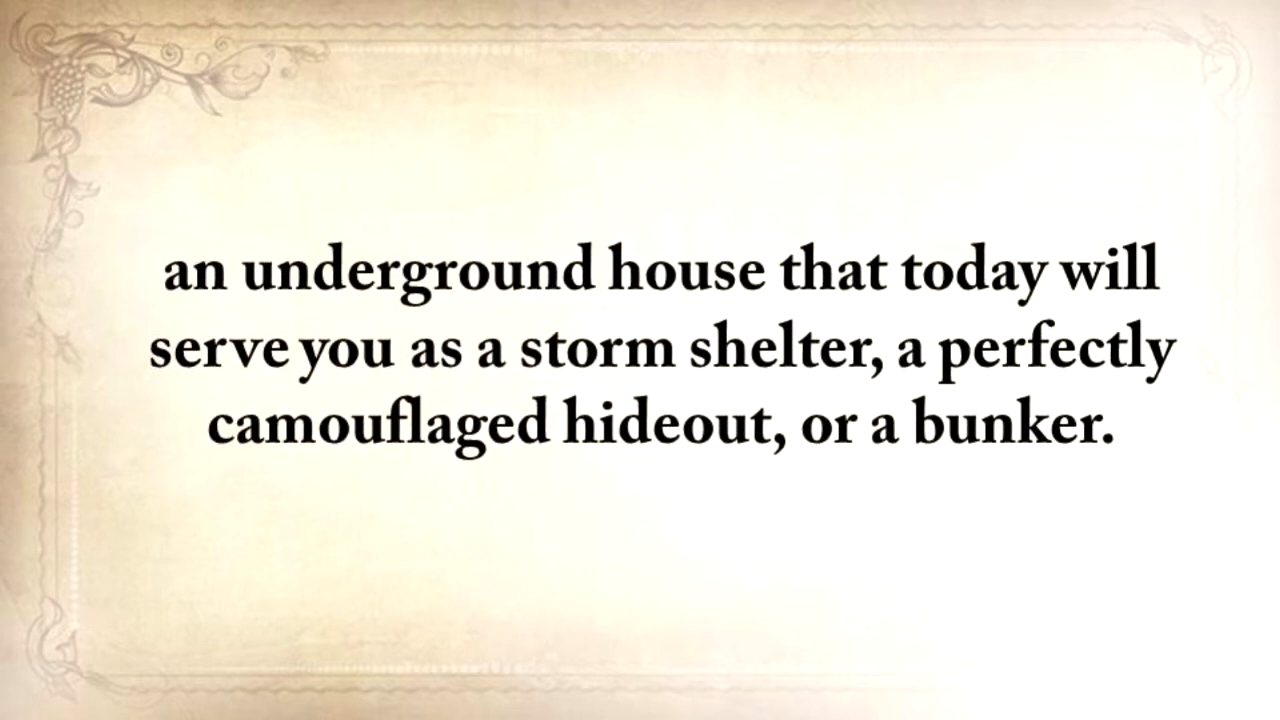 an underground house that today will
serve you as a storm shelter, a perfectly
camouflaged hideout, or a bunker.